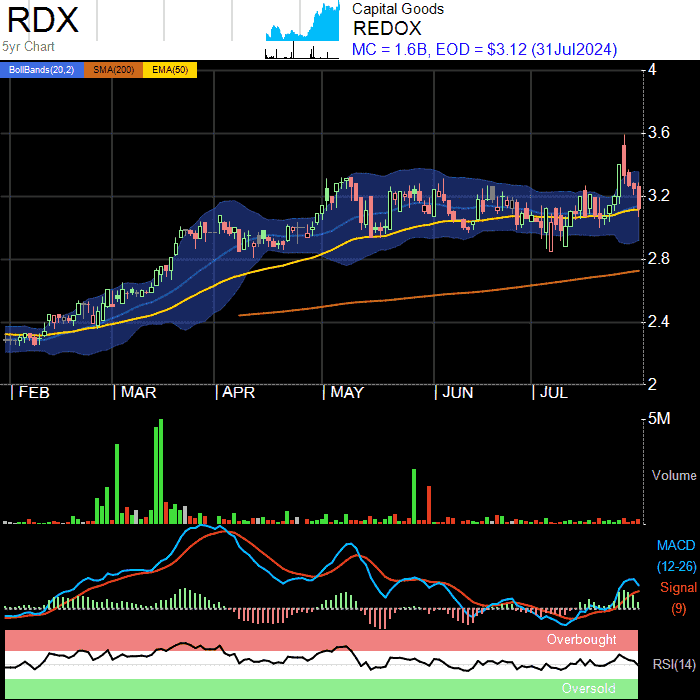 RDX
5yr Chart
Capital Goods
REDOX
MC = 1.6B, EOD = $3.12 (31Jul2024)
BollBands(20,2) SMA(200) EMA(50)
4
3.6
3.2
2.8
2.4
2
FEB MAR APR MAY JUN JUL
5M
Volume
MACD
(12-26)
Signal
(9)
Overbought
RSI(14)
Oversold